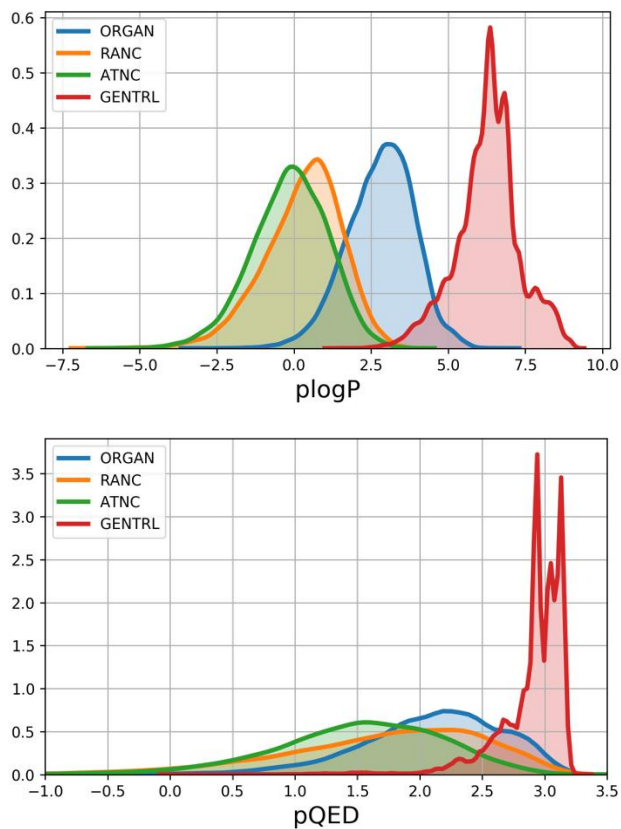 0.6
0.5
0.4
0.3
0.2
0.1
0.0
ORGAN
RANC
ATNC
GENTRL
−7.5 −5.0 −2.5 0.0 2.5 5.0 7.5 10.0
plogP
3.5
3.0
2.5
2.0
1.5
1.0
0.5
0.0
ORGAN
RANC
ATNC
GENTRL
−1.0 −0.5 0.0 0.5 1.0 1.5 2.0 2.5 3.0 3.5
pQED